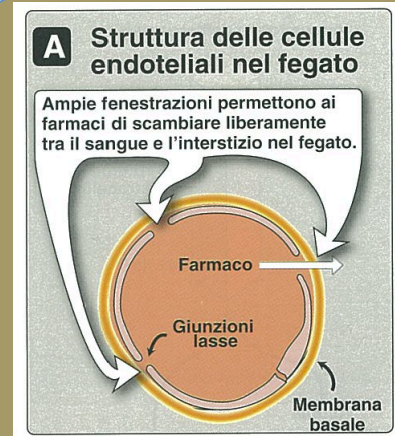 A
Struttura delle cellule
endoteliali nel fegato
Ampie fenestrazioni permettono ai
farmaci di scambiare liberamente
tra il sangue e l'interstizio nel fegato.
Farmaco
Giunzioni
lasse
Membrana
basale